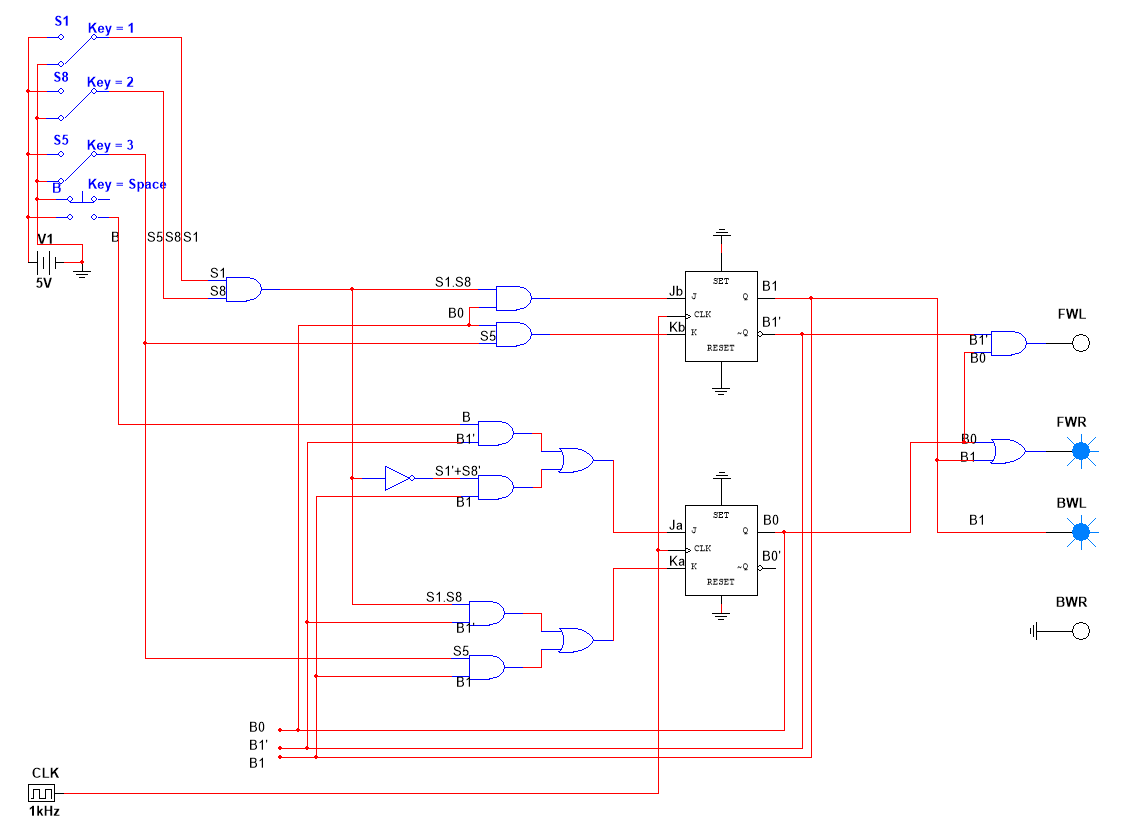 S1
Key = 1
S8
Key = 2
S5
Key = 3
B
Key = Space
V1
5V
B
S5
S8
S1
S1
S8
S1.S8
B0
S5
Jb
Kb
SET
J
Q
CLK
K
~Q
RESET
B1
B1'
FWL
B1'
B0
B
B1'
S1'+S8'
B1
FWR
B0
B1
BWL
B1
Ja
Ka
SET
J
Q
CLK
K
~Q
RESET
B0
B0'
S1.S8
B1'
S5
B1
BWR
B0
B1'
B1
CLK
1kHz